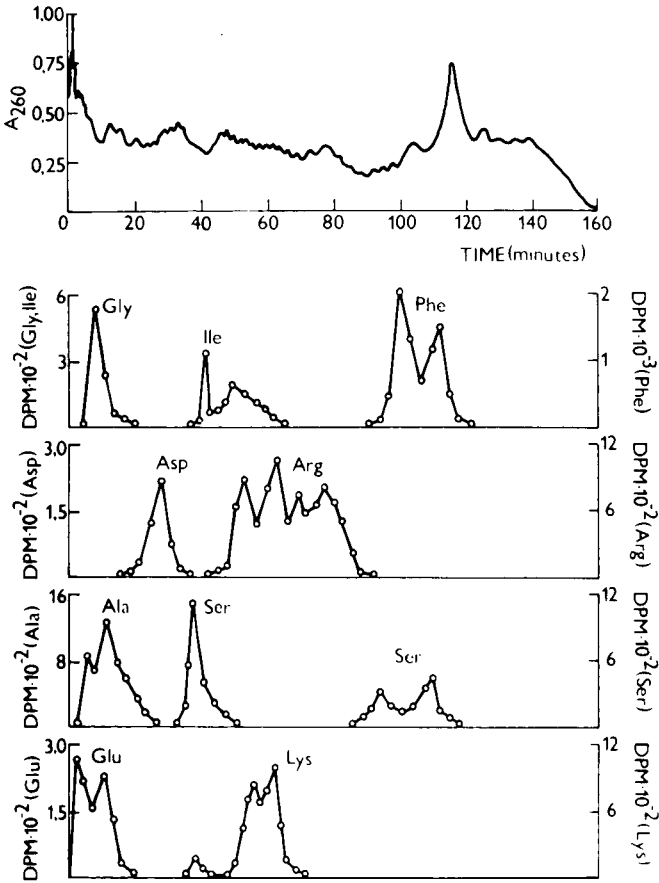 1.00
0,75
0,50
0,25
A260
0 20 40 60 80 100 120 140 160
TIME (minutes)
DPM·10⁻² (Gly,Ile)
6
3
Gly
Ile
Phe
2
1
DPM·10⁻³ (Phe)
DPM·10⁻² (Asp)
3.0
1.5
Asp
Arg
12
6
DPM·10⁻² (Arg)
DPM·10⁻² (Ala)
16
8
Ala
Ser
Ser
12
6
DPM·10⁻² (Ser)
DPM·10⁻² (Glu)
3.0
1.5
Glu
Lys
12
6
DPM·10⁻² (Lys)